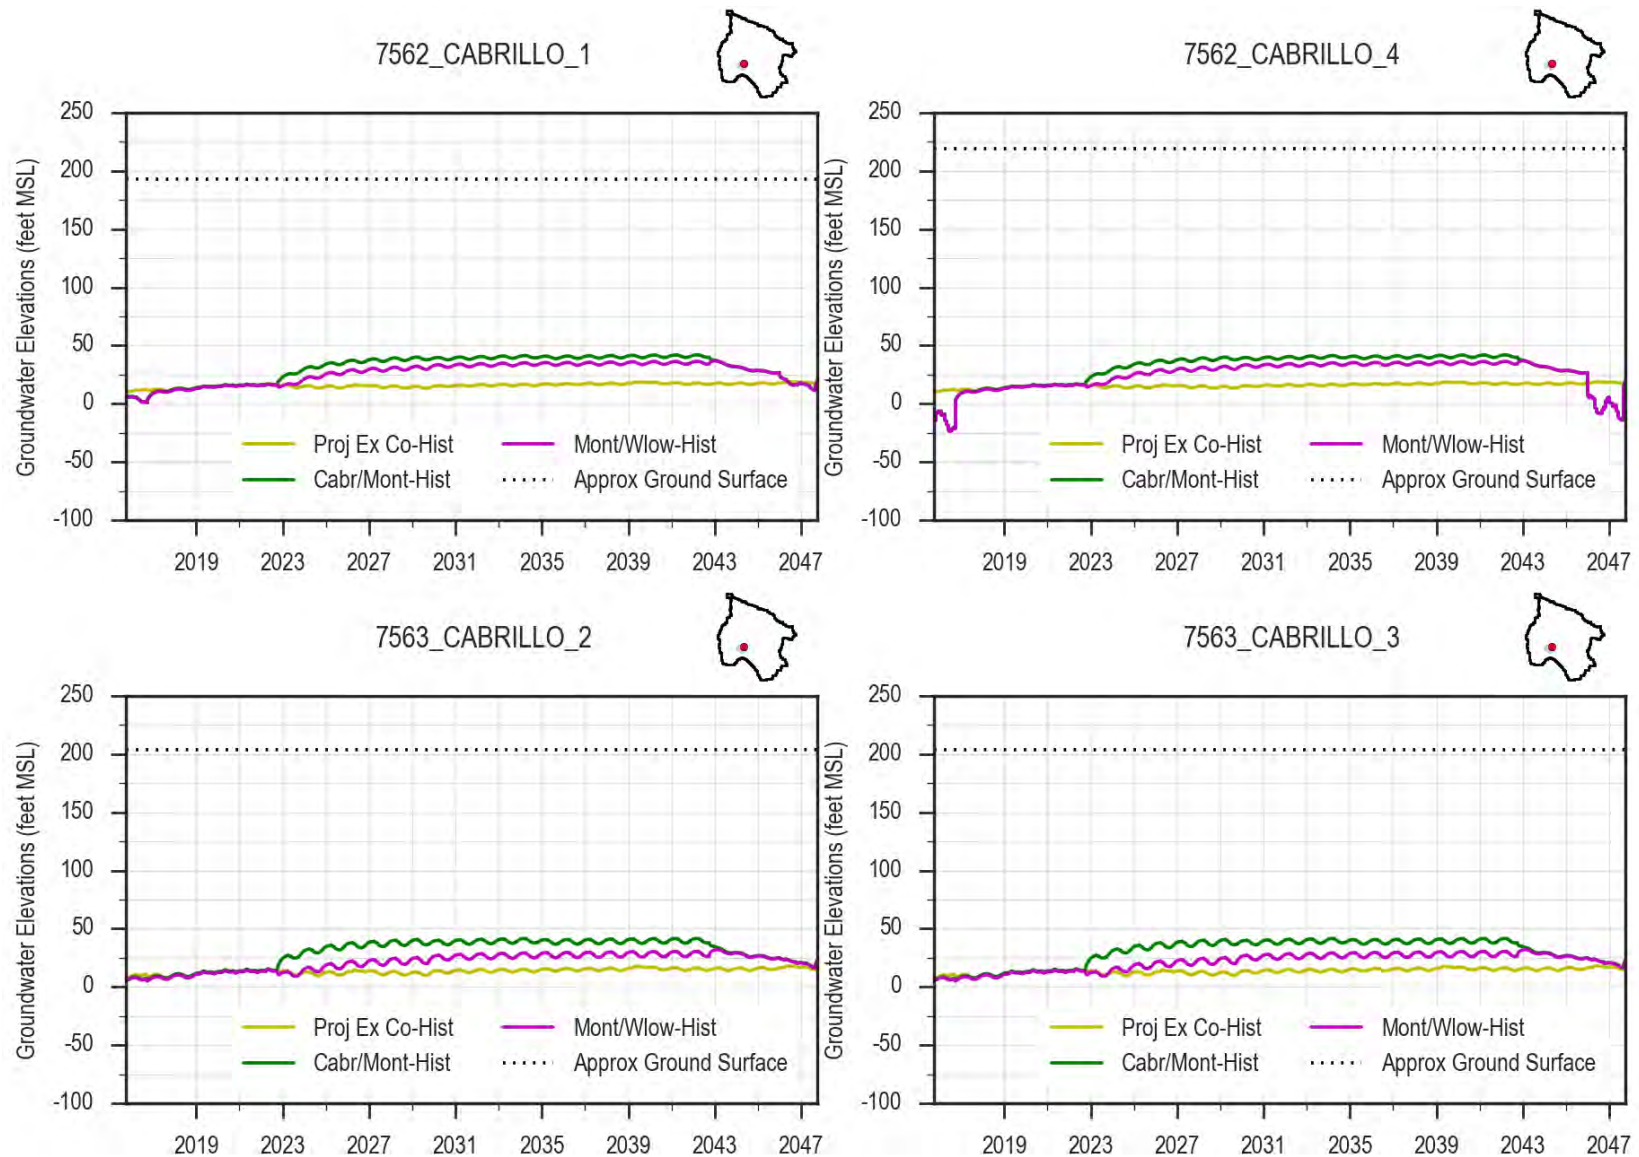 7562_CABRILLO_1
250
200
150
100
50
0
-50
-100
Groundwater Elevations (feet MSL)
Proj Ex Co-Hist
Mont/Wlow-Hist
Cabr/Mont-Hist
Approx Ground Surface
2019 2023 2027 2031 2035 2039 2043 2047
7562_CABRILLO_4
250
200
150
100
50
0
-50
-100
Groundwater Elevations (feet MSL)
Proj Ex Co-Hist
Mont/Wlow-Hist
Cabr/Mont-Hist
Approx Ground Surface
2019 2023 2027 2031 2035 2039 2043 2047
7563_CABRILLO_2
250
200
150
100
50
0
-50
-100
Groundwater Elevations (feet MSL)
Proj Ex Co-Hist
Mont/Wlow-Hist
Cabr/Mont-Hist
Approx Ground Surface
2019 2023 2027 2031 2035 2039 2043 2047
7563_CABRILLO_3
250
200
150
100
50
0
-50
-100
Groundwater Elevations (feet MSL)
Proj Ex Co-Hist
Mont/Wlow-Hist
Cabr/Mont-Hist
Approx Ground Surface
2019 2023 2027 2031 2035 2039 2043 2047